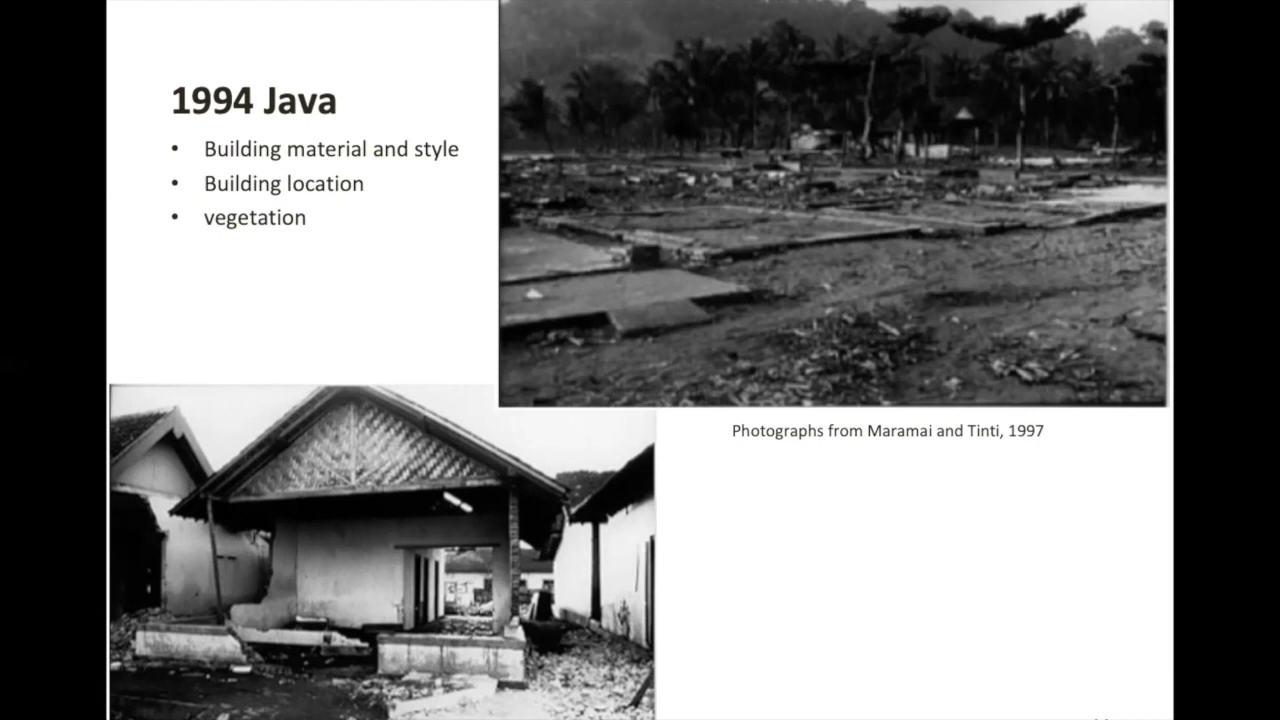 1994 Java
• Building material and style
• Building location
• vegetation
Photographs from Maramai and Tinti, 1997